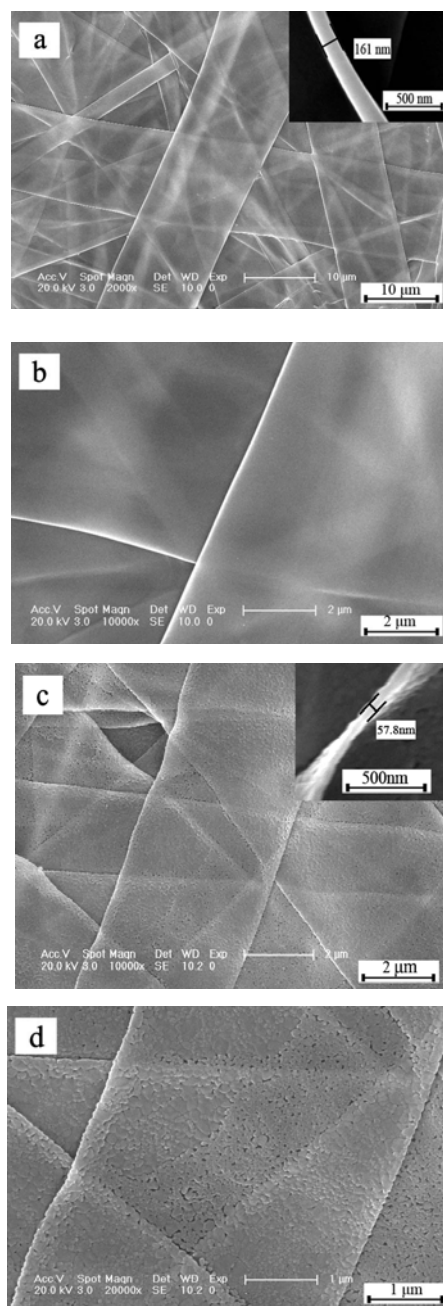 a
161 nm
500 nm
Acc.V Spot Magn Det WD Exp
20.0 kV 3.0 2000x SE 10.0 0
10 µm
10 µm
b
Acc.V Spot Magn Det WD Exp
20.0 kV 3.0 10000x SE 10.0 0
2 µm
2 µm
c
57.8nm
500nm
Acc.V Spot Magn Det WD Exp
20.0 kV 3.0 10000x SE 10.2 0
2 µm
2 µm
d
Acc.V Spot Magn Det WD Exp
20.0 kV 3.0 20000x SE 10.2 0
1 µm
1 µm